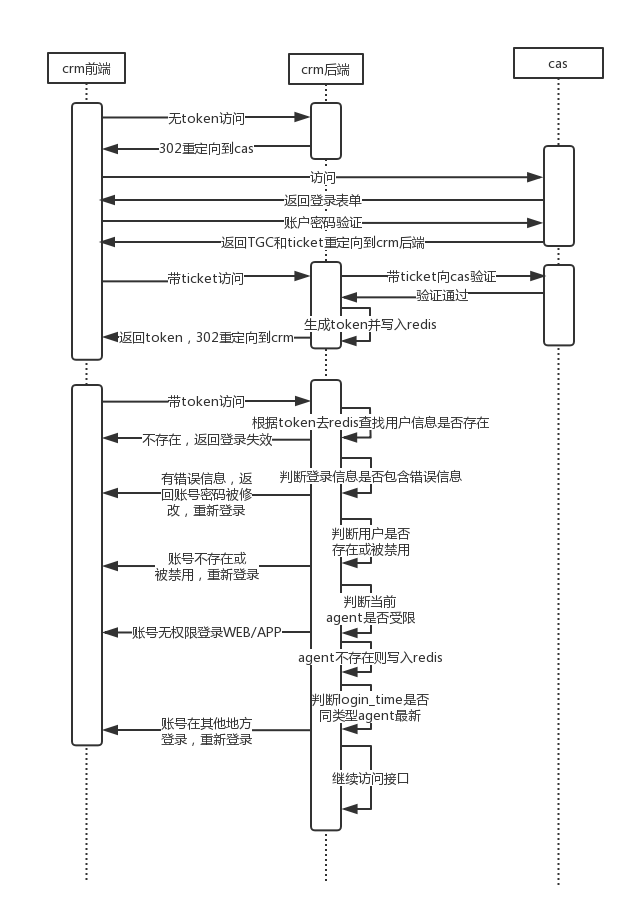 crm前端
crm后端
cas
无token访问
302重定向到cas
访问
返回登录表单
账户密码验证
返回TGC和ticket重定向到crm后端
带ticket访问
带ticket向cas验证
验证通过
生成token并写入redis
返回token，302重定向到crm
带token访问
根据token去redis查找用户信息是否存在
不存在，返回登录失效
判断登录信息是否包含错误信息
有错误信息，返
回账号密码被修
改，重新登录
判断用户是否
存在或被禁用
账号不存在或
被禁用，重新登录
判断当前
agent是否受限
账号无权限登录WEB/APP
agent不存在则写入redis
判断login_time是否
同类型agent最新
账号在其他地方
登录，重新登录
继续访问接口